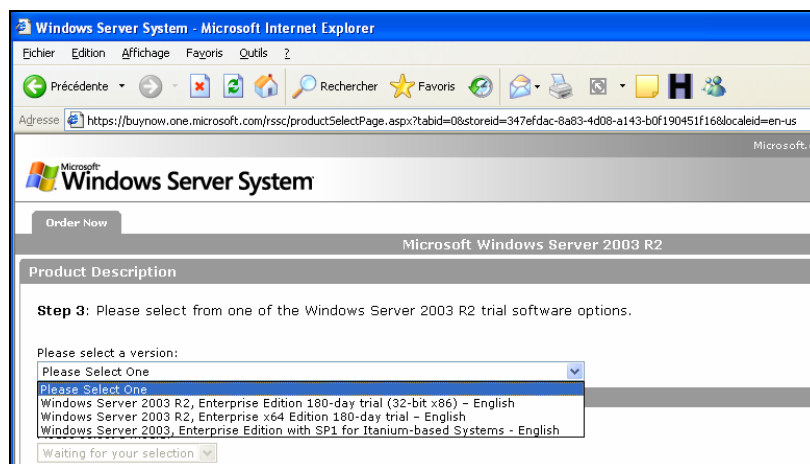 Windows Server System - Microsoft Internet Explorer
Fichier Edition Affichage Favoris Outils ?
Précédente Rechercher Favoris
Adresse https://buynow.one.microsoft.com/rssc/productSelectPage.aspx?tabid=0&storeid=347efdac-8a83-4d08-a143-b0f190451f16&localeid=en-us
Microsoft.
Microsoft
Windows Server System
Order Now
Microsoft Windows Server 2003 R2
Product Description
Step 3: Please select from one of the Windows Server 2003 R2 trial software options.
Please select a version:
Please Select One
Please Select One
Windows Server 2003 R2, Enterprise Edition 180-day trial (32-bit x86) – English
Windows Server 2003 R2, Enterprise x64 Edition 180-day trial – English
Windows Server 2003, Enterprise Edition with SP1 for Itanium-based Systems - English
Waiting for your selection